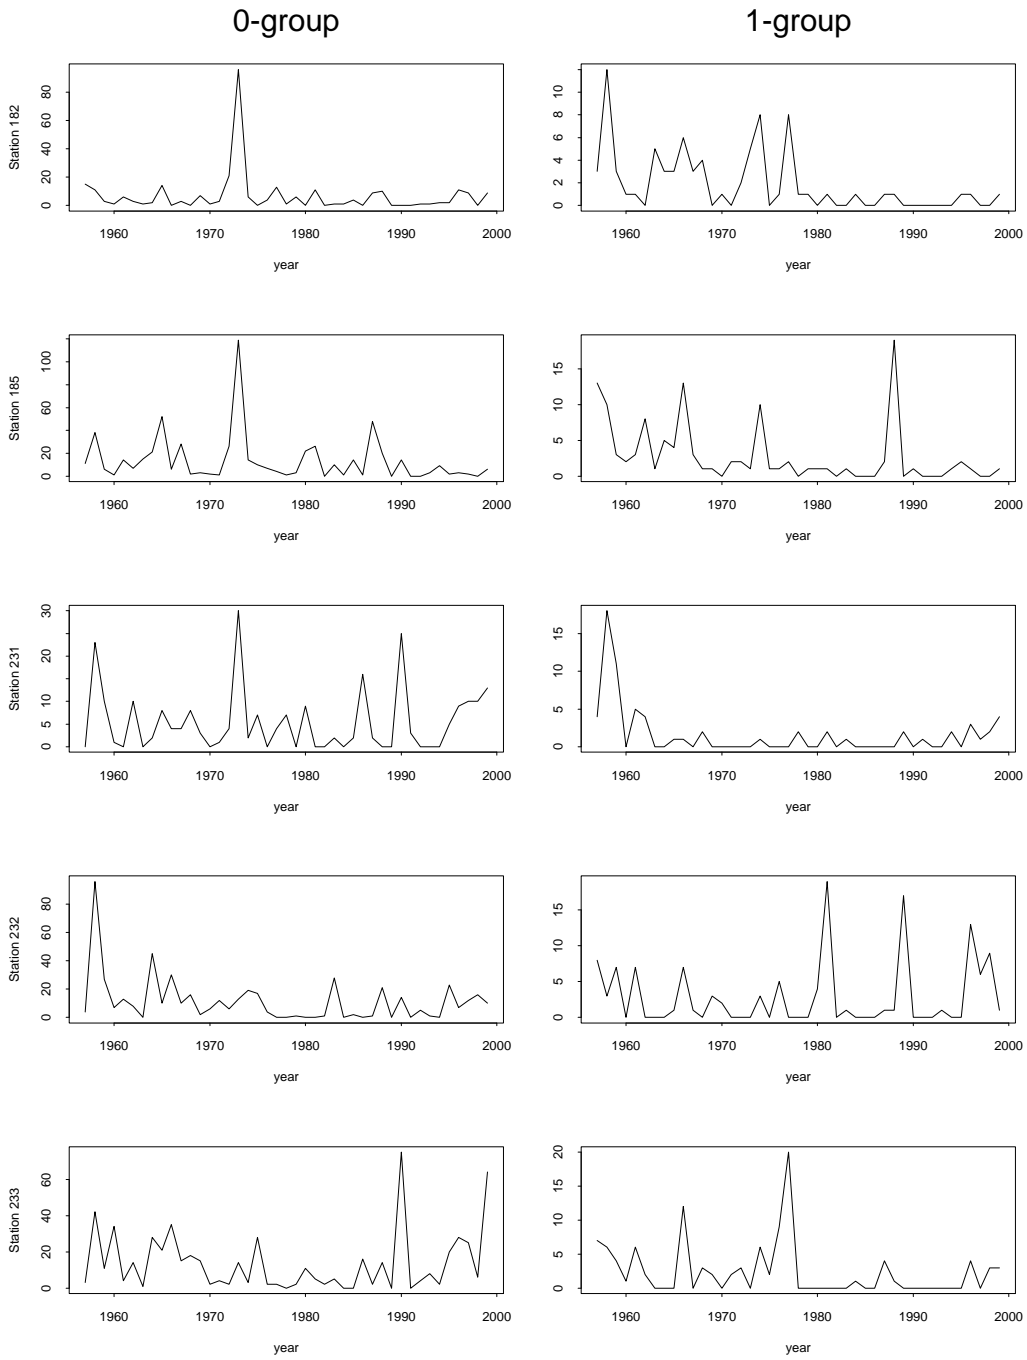 0-group 1-group
Station 182
0 20 40 60 80
1960 1970 1980 1990 2000
year
0 2 4 6 8 10
1960 1970 1980 1990 2000
year
Station 185
0 20 60 100
1960 1970 1980 1990 2000
year
0 5 10 15
1960 1970 1980 1990 2000
year
Station 231
0 5 10 20 30
1960 1970 1980 1990 2000
year
0 5 10 15
1960 1970 1980 1990 2000
year
Station 232
0 20 40 60 80
1960 1970 1980 1990 2000
year
0 5 10 15
1960 1970 1980 1990 2000
year
Station 233
0 20 40 60
1960 1970 1980 1990 2000
year
0 5 10 15 20
1960 1970 1980 1990 2000
year